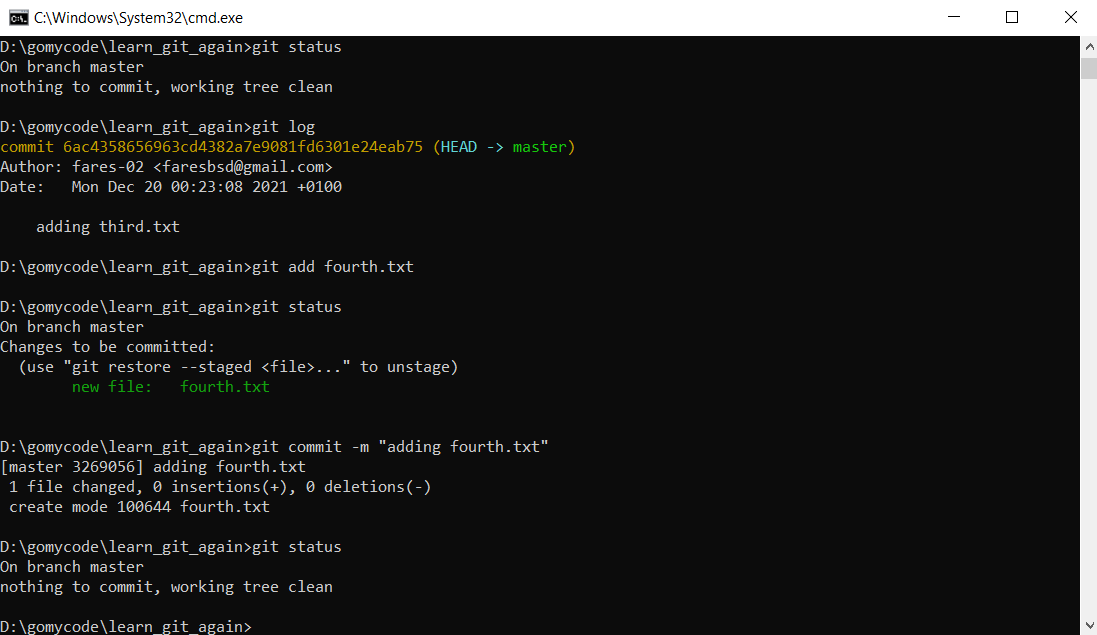 C:\Windows\System32\cmd.exe
D:\gomycode\learn_git_again>git status
On branch master
nothing to commit, working tree clean
D:\gomycode\learn_git_again>git log
commit 6ac4358656963cd4382a7e9081fd6301e24eab75 (HEAD -> master)
Author: fares-02 <faresbsd@gmail.com>
Date:   Mon Dec 20 00:23:08 2021 +0100
    adding third.txt
D:\gomycode\learn_git_again>git add fourth.txt
D:\gomycode\learn_git_again>git status
On branch master
Changes to be committed:
  (use "git restore --staged <file>..." to unstage)
        new file:   fourth.txt
D:\gomycode\learn_git_again>git commit -m "adding fourth.txt"
[master 3269056] adding fourth.txt
 1 file changed, 0 insertions(+), 0 deletions(-)
 create mode 100644 fourth.txt
D:\gomycode\learn_git_again>git status
On branch master
nothing to commit, working tree clean
D:\gomycode\learn_git_again>